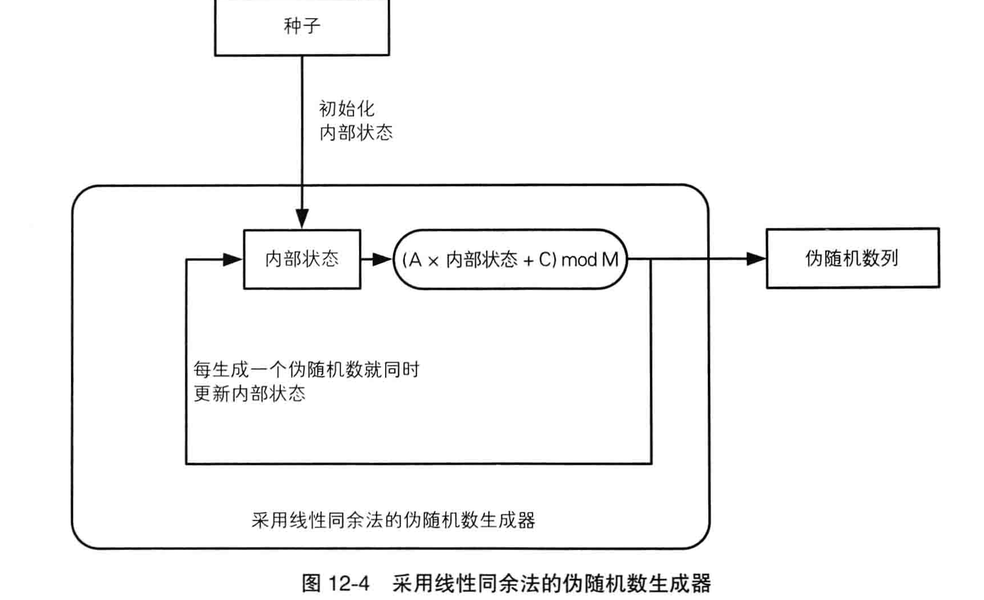 种子
初始化
内部状态
内部状态
(A × 内部状态 + C) mod M
伪随机数列
每生成一个伪随机数就同时
更新内部状态
采用线性同余法的伪随机数生成器
图 12-4 采用线性同余法的伪随机数生成器